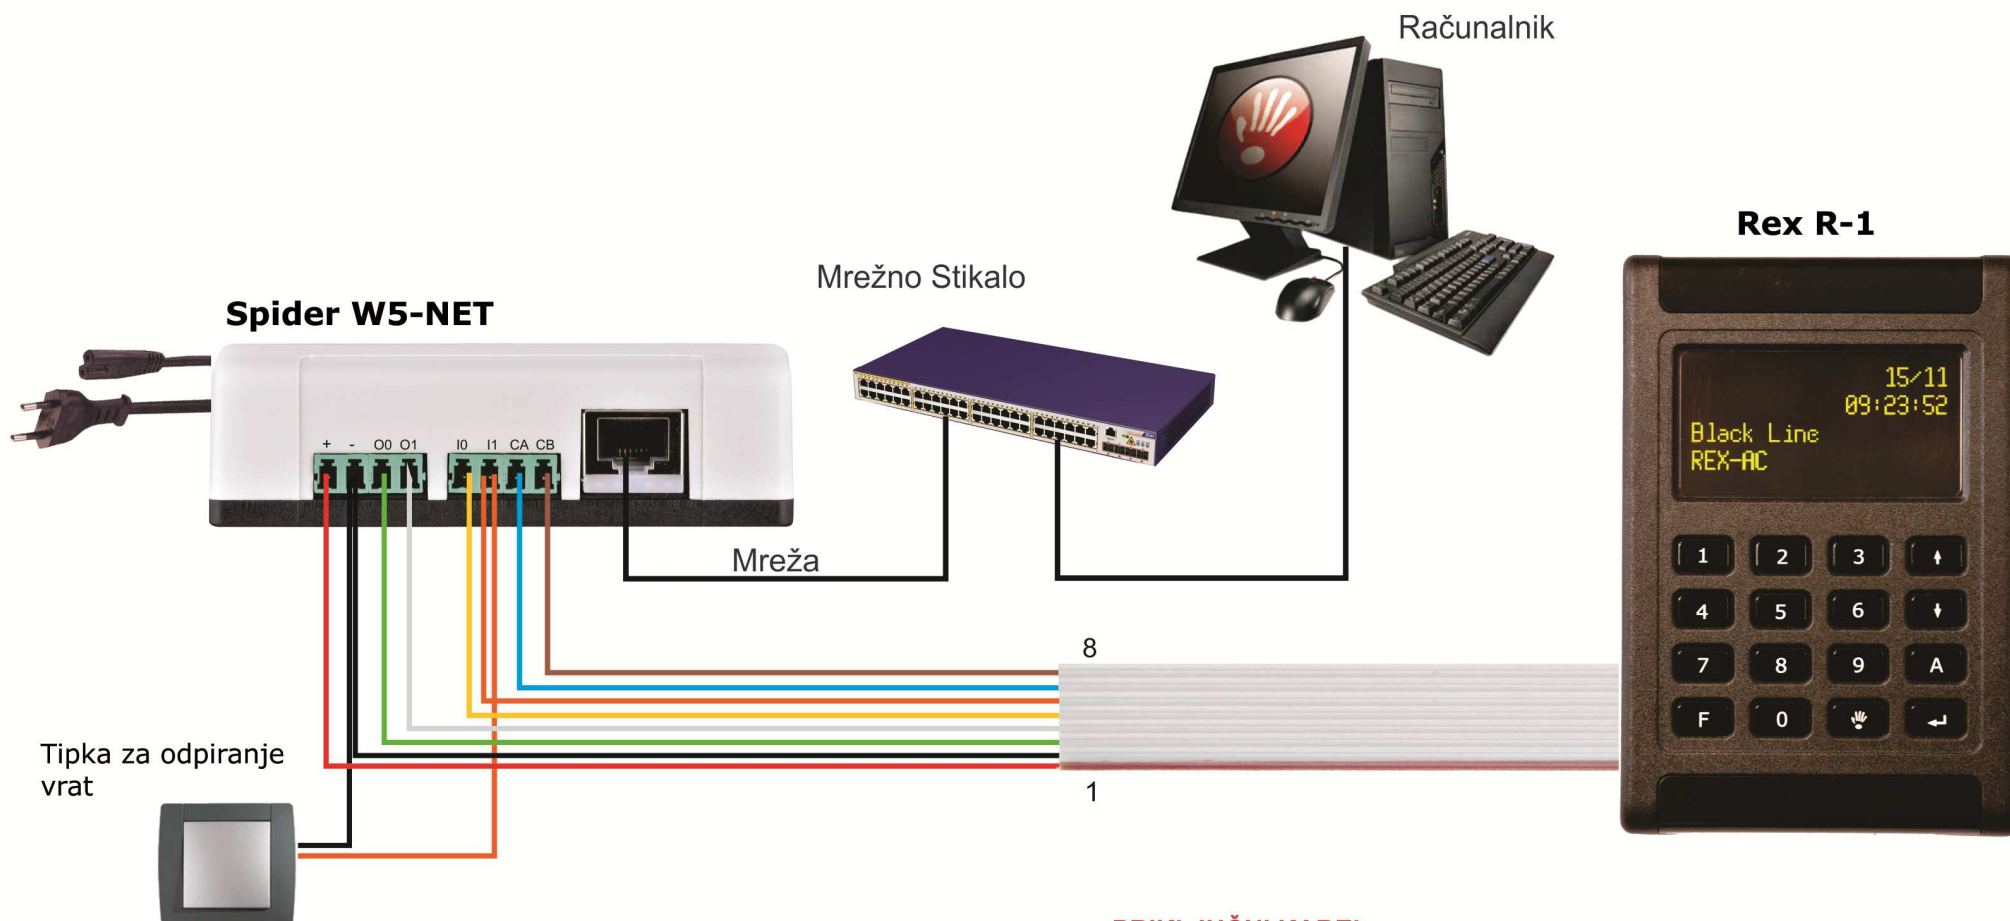 Računalnik
Rex R-1
Mrežno Stikalo
Spider W5-NET
15/11
09:23:52
Black Line
REX-AC
+ - O0 O1 I0 I1 CA CB
Mreža
1 2 3
4 5 6
7 8 9 A
F 0
8
1
Tipka za odpiranje
vrat